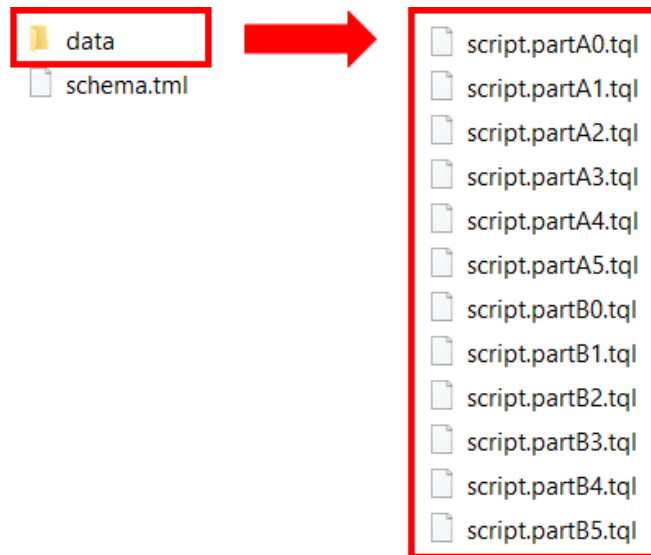 data
schema.tml
script.partA0.tql
script.partA1.tql
script.partA2.tql
script.partA3.tql
script.partA4.tql
script.partA5.tql
script.partB0.tql
script.partB1.tql
script.partB2.tql
script.partB3.tql
script.partB4.tql
script.partB5.tql